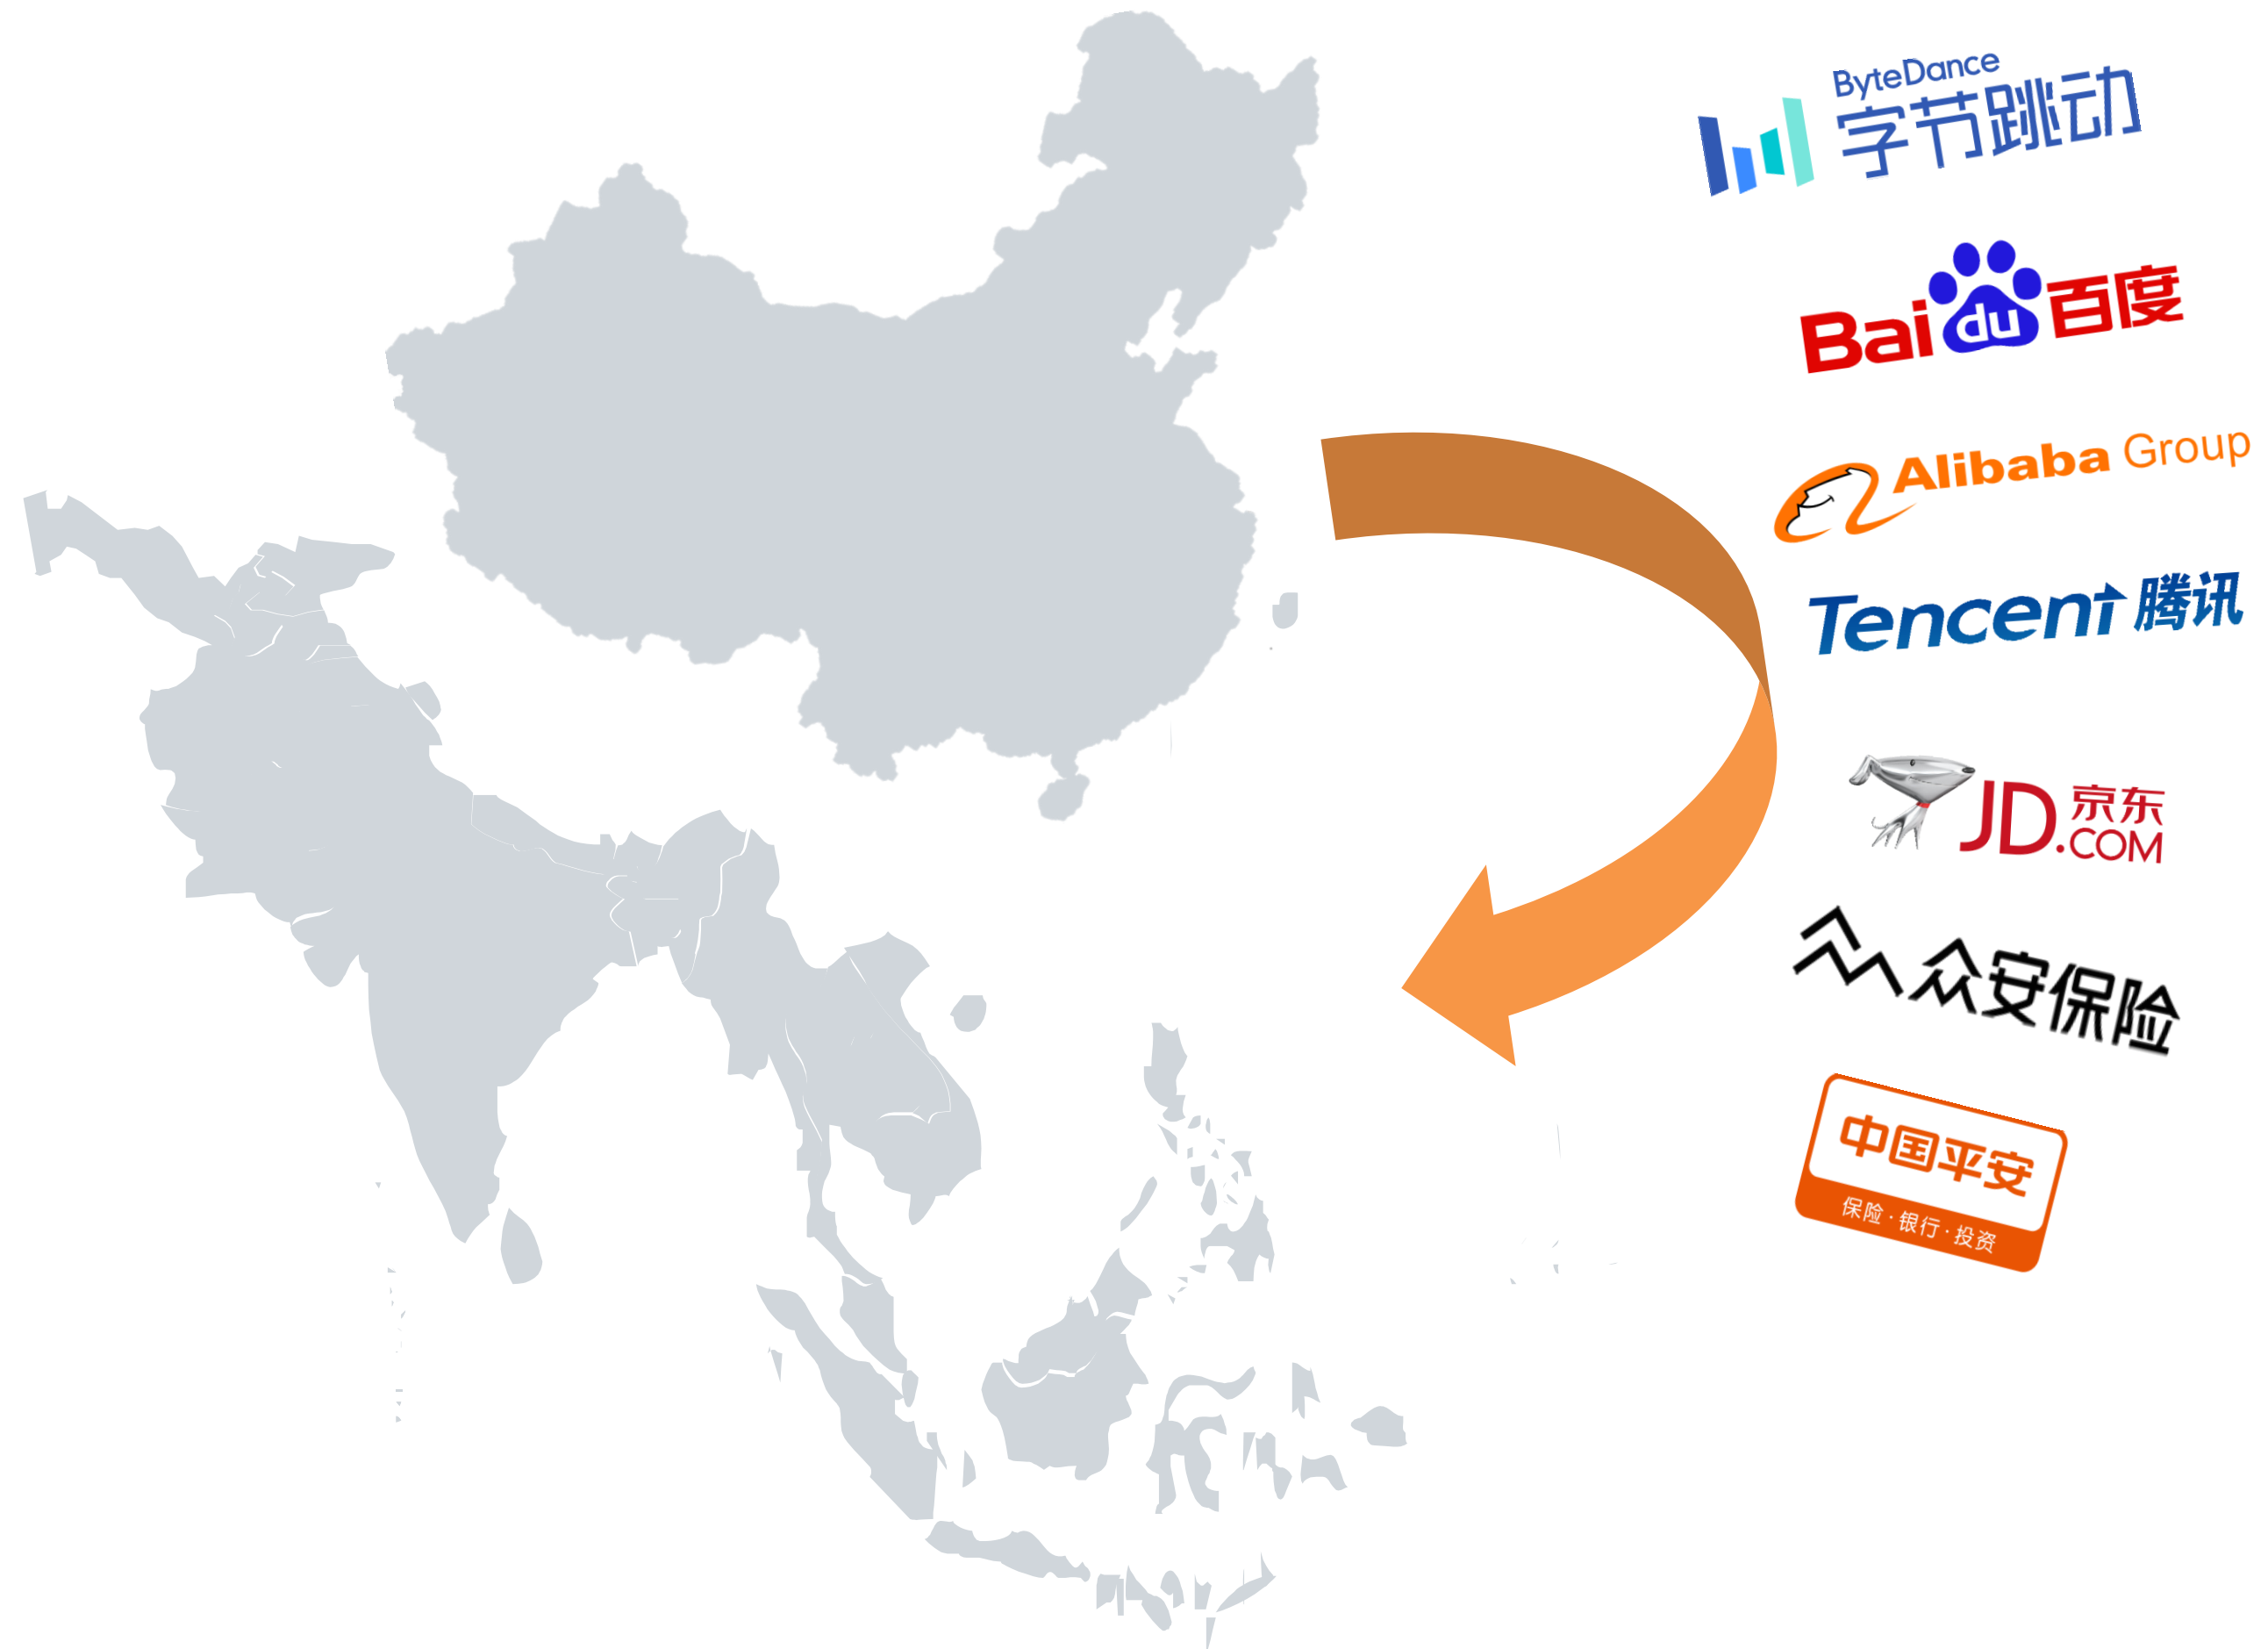 ByteDance
字节跳动
Bai du 百度
Alibaba Group
Tencent 腾讯
JD.COM 京东
众安保险
中国平安
保险·银行·投资